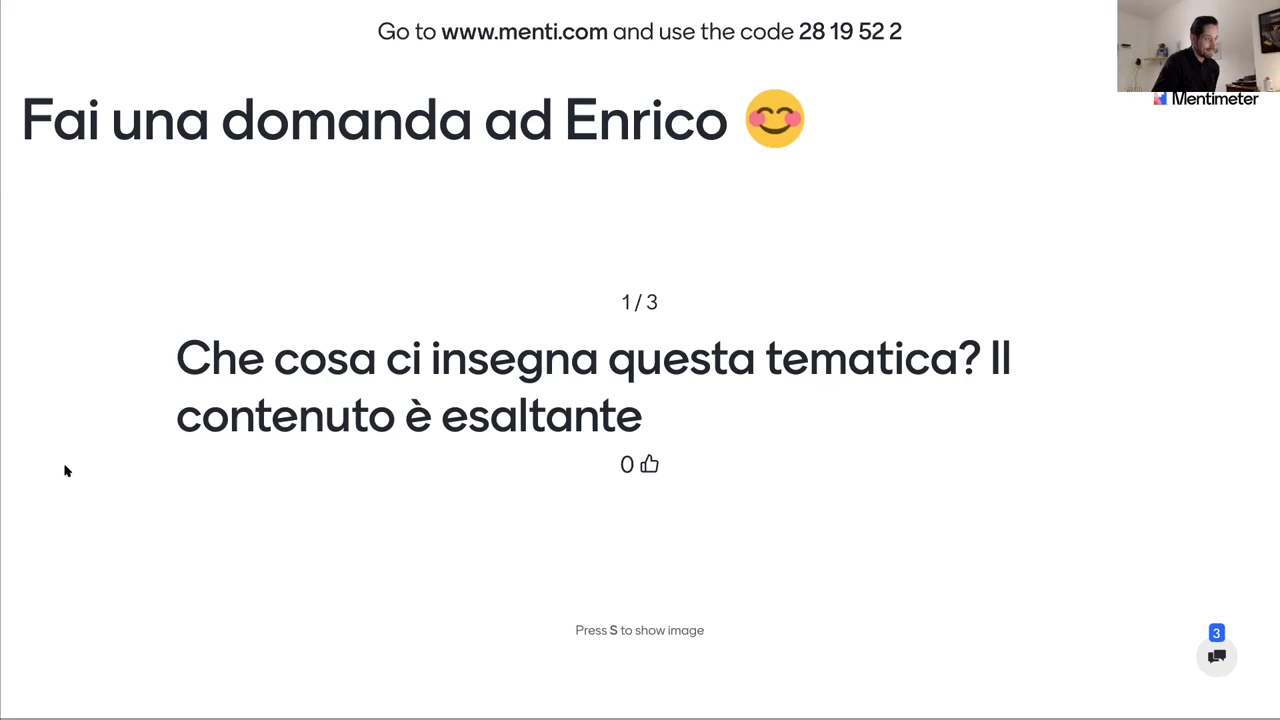 Go to www.menti.com and use the code 28 19 52 2
Mentimeter
Fai una domanda ad Enrico 😊
1 / 3
Che cosa ci insegna questa tematica? Il
contenuto è esaltante
0
Press S to show image
3